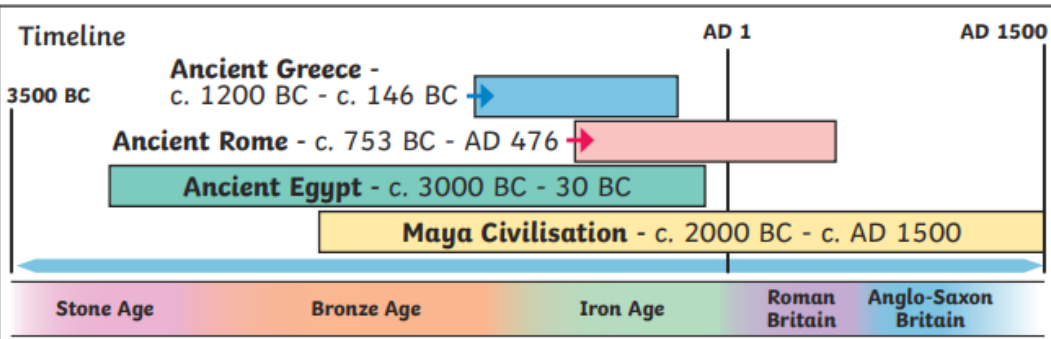 Timeline
AD 1
AD 1500
3500 BC
Ancient Greece -
c. 1200 BC - c. 146 BC
Ancient Rome - c. 753 BC - AD 476
Ancient Egypt - c. 3000 BC - 30 BC
Maya Civilisation - c. 2000 BC - c. AD 1500
Stone Age
Bronze Age
Iron Age
Roman
Britain
Anglo-Saxon
Britain